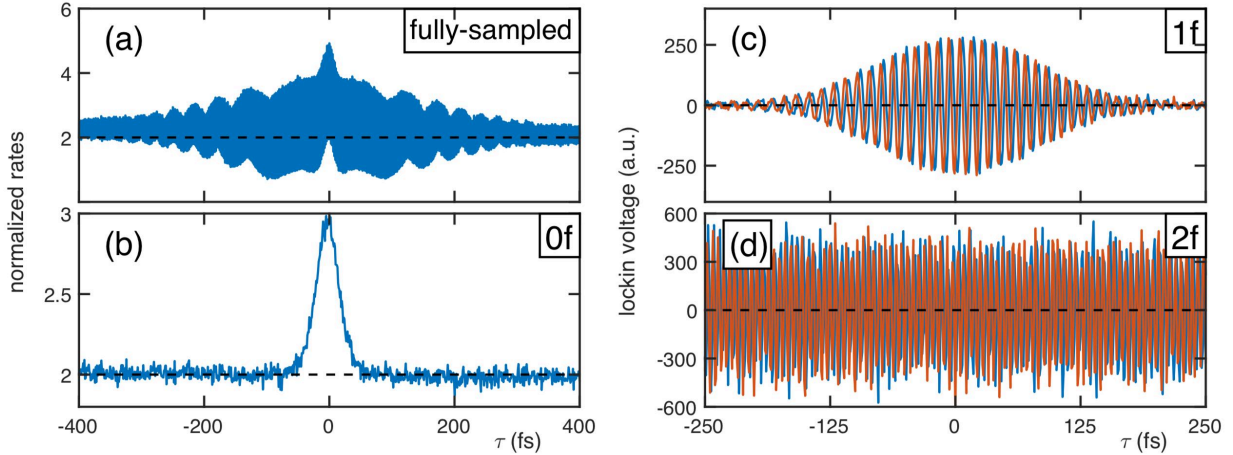 6
4
2
(a)
fully-sampled
normalized rates
3
2.5
2
(b)
0f
-400
-200
0
200
400
τ (fs)
250
0
-250
(c)
1f
lockin voltage (a.u.)
600
300
0
-300
-600
(d)
2f
-250
-125
0
125
250
τ (fs)